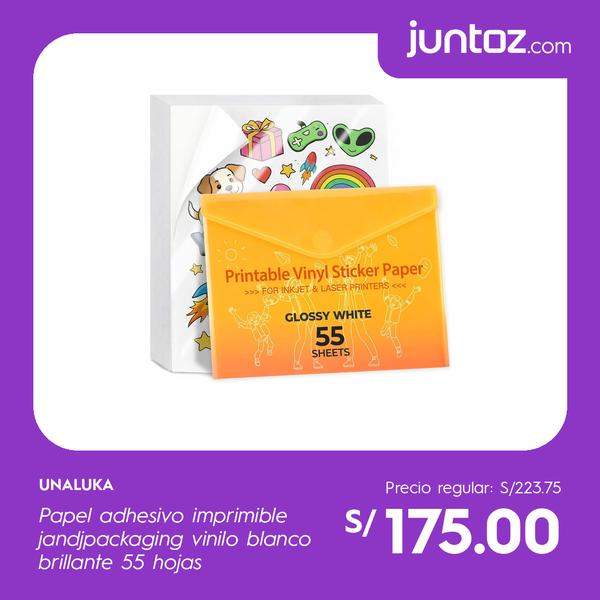 juntoz.com
Printable Vinyl Sticker Paper
>>> FOR INKJET & LASER PRINTERS <<<
GLOSSY WHITE
55
SHEETS
UNALUKA
Papel adhesivo imprimible
jandjpackaging vinilo blanco
brillante 55 hojas
Precio regular: S/223.75
S/ 175.00